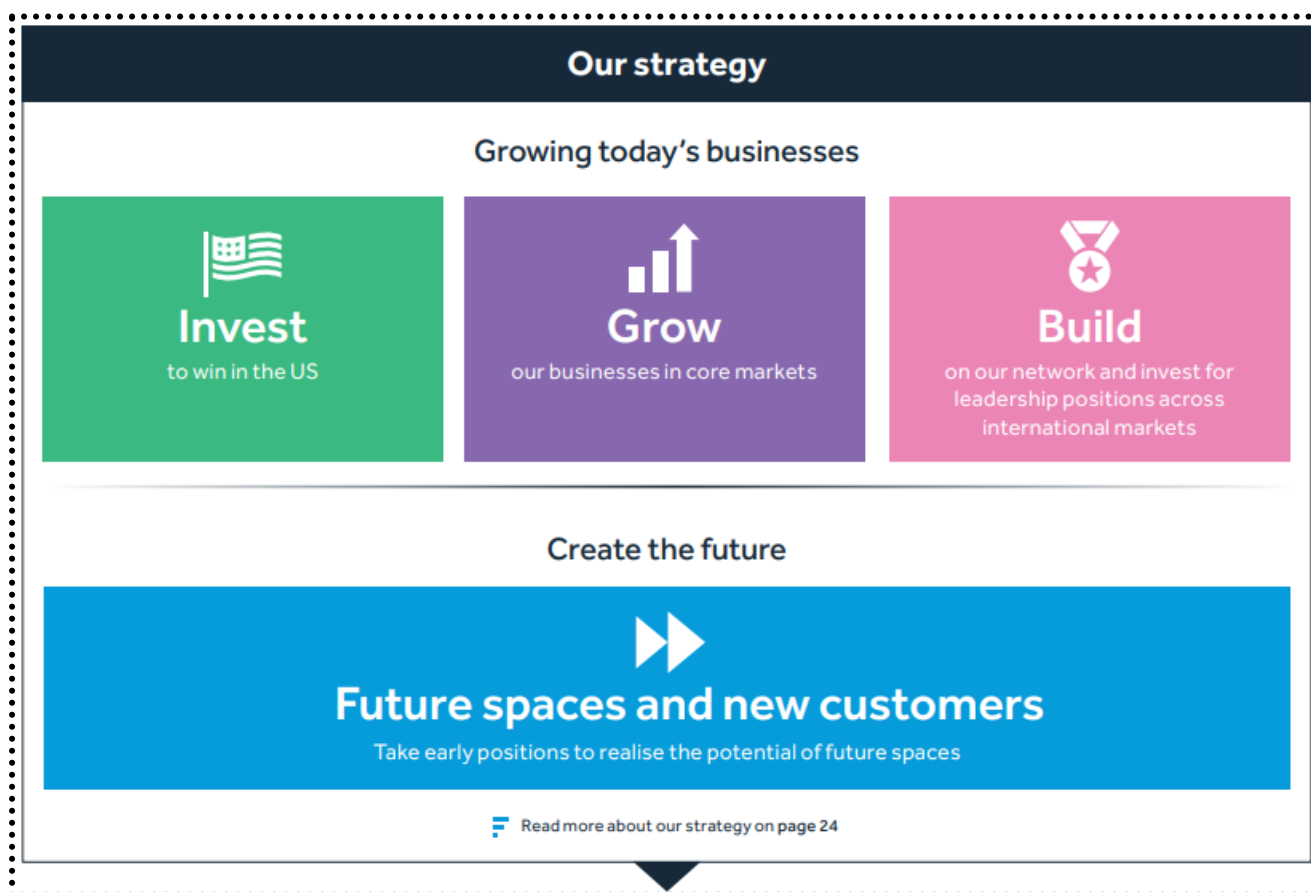 Our strategy
Growing today's businesses
Invest
to win in the US
Grow
our businesses in core markets
Build
on our network and invest for
leadership positions across
international markets
Create the future
Future spaces and new customers
Take early positions to realise the potential of future spaces
Read more about our strategy on page 24